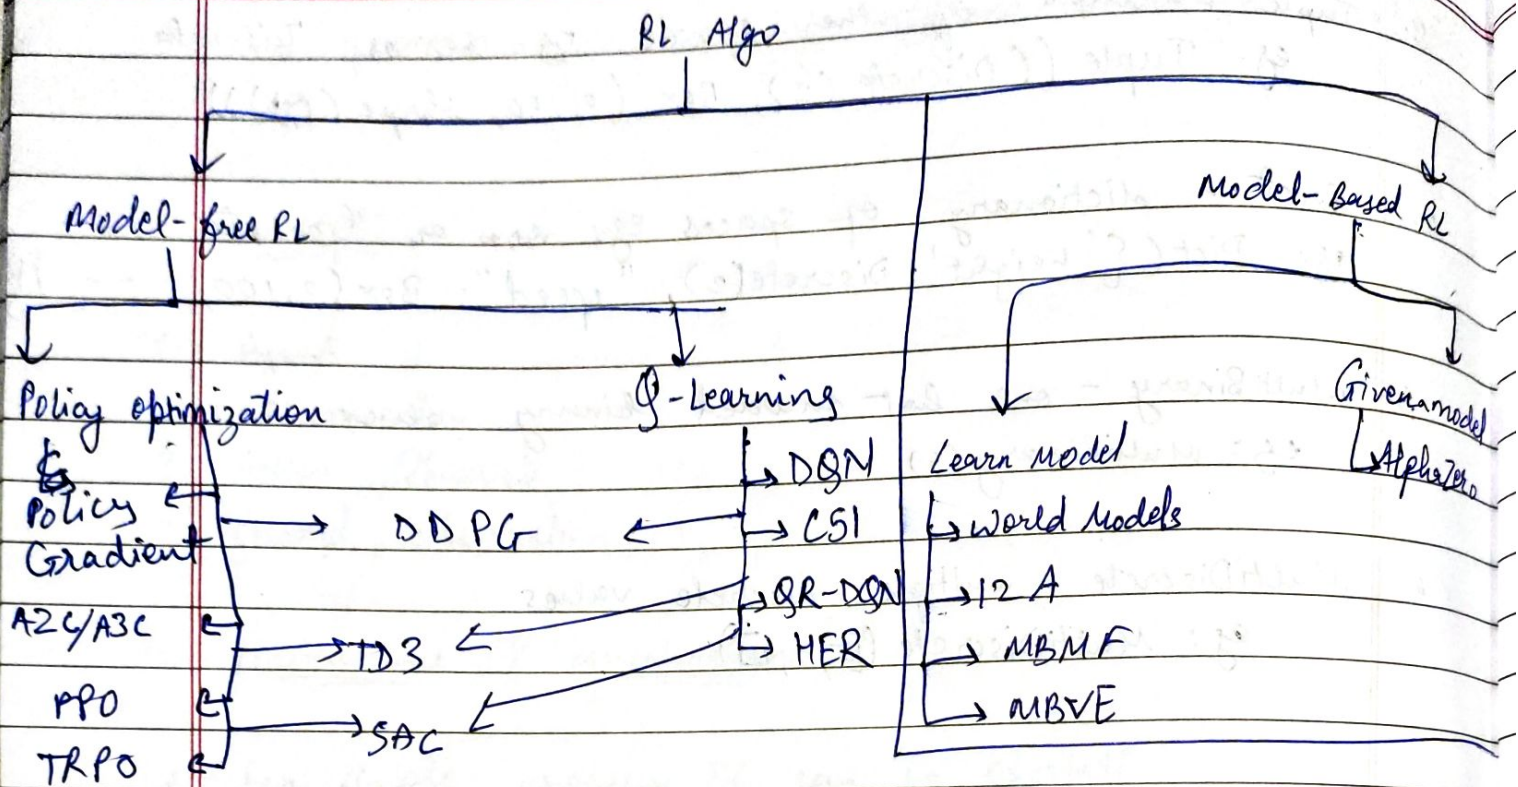 RL Algo
Model-free RL
Model-Based RL
Policy optimization
Q-Learning
Learn Model
Given a model
Policy Gradient
A2C/A3C
PPO
TRPO
DDPG
TD3
SAC
DQN
C51
QR-DQN
HER
World Models
I2A
MBMF
MBVE
AlphaZero